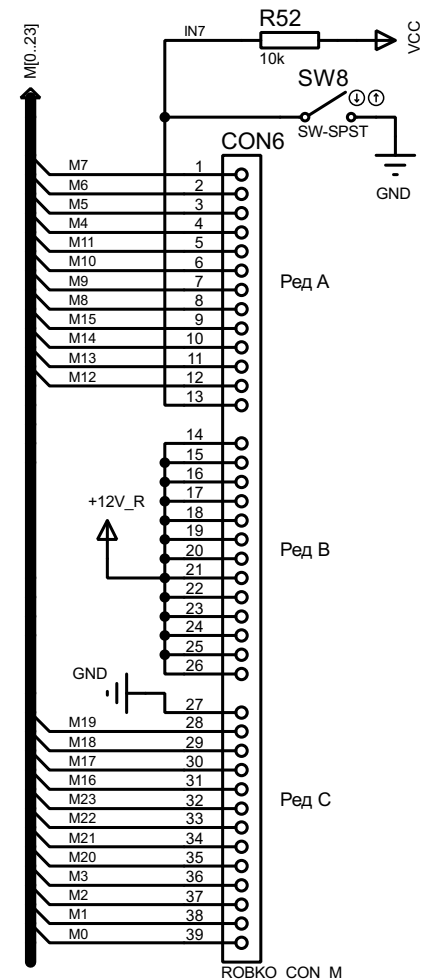 R52
IN7
10k
VCC
M[0..23]
SW8
SW-SPST
GND
CON6
M7 1
M6 2
M5 3
M4 4
M11 5
M10 6
M9 7
M8 8
M15 9
M14 10
M13 11
M12 12
13
Ред А
14
15
16
17
18
19
20
21
22
23
24
25
26
+12V_R
Ред В
GND
27
M19 28
M18 29
M17 30
M16 31
M23 32
M22 33
M21 34
M20 35
M3 36
M2 37
M1 38
M0 39
Ред С
ROBKO_CON_M